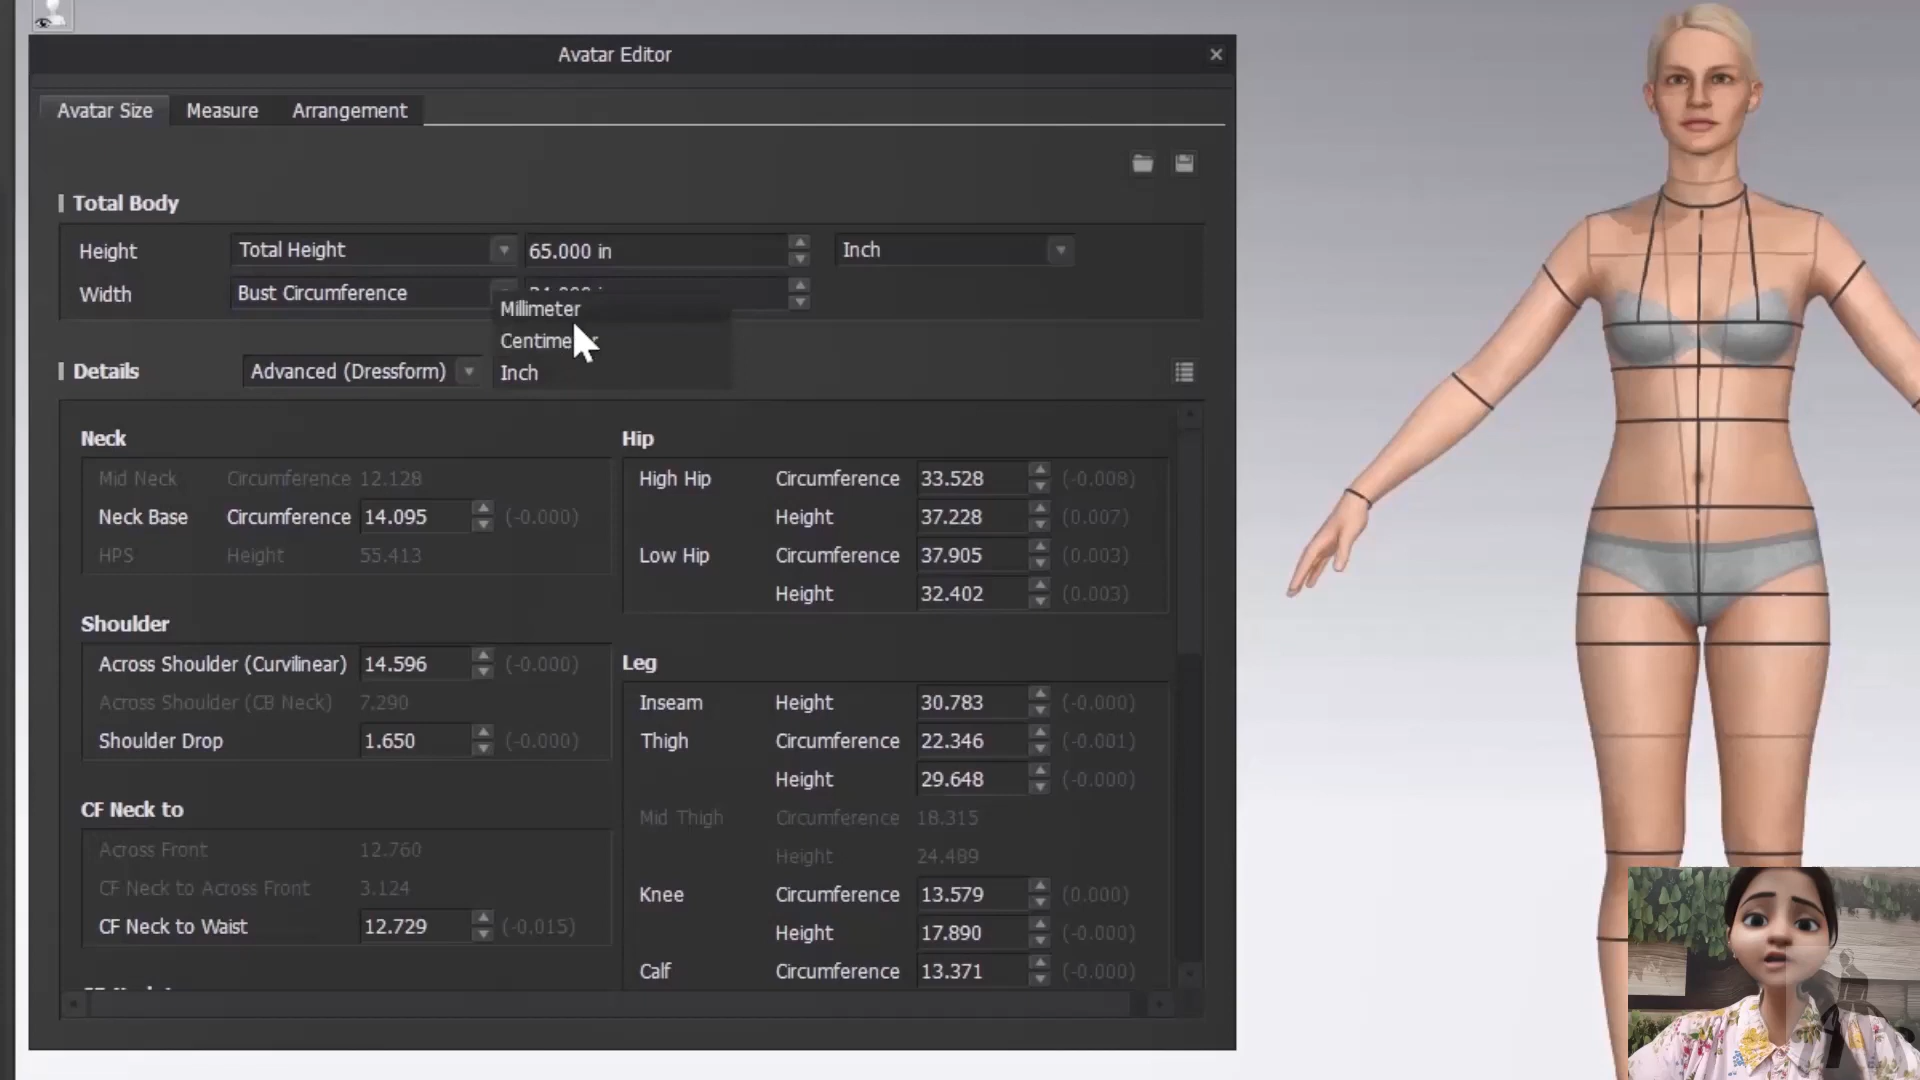 Avatar Editor
Avatar Size Measure Arrangement
Total Body
Height Total Height 65.000 in Inch
Width Bust Circumference
Millimeter
Inch
Details Advanced (Dressform)
Neck
Mid Neck Circumference 12.128
Neck Base Circumference 14.095 (-0.000)
HPS Height 55.413
Shoulder
Across Shoulder (Curvilinear) 14.596 (-0.000)
Across Shoulder (CB Neck) 7.290
Shoulder Drop 1.650 (-0.000)
CF Neck to
Across Front 12.760
CF Neck to Across Front 3.124
CF Neck to Waist 12.729 (-0.015)
Hip
High Hip Circumference 33.528 (-0.008)
Height 37.228 (0.007)
Low Hip Circumference 37.905 (0.003)
Height 32.402 (0.003)
Leg
Inseam Height 30.783 (-0.000)
Thigh Circumference 22.346 (-0.001)
Height 29.648 (-0.000)
Mid Thigh Circumference 18.315
Height 24.489
Knee Circumference 13.579 (0.000)
Height 17.890 (-0.000)
Calf Circumference 13.371 (-0.000)